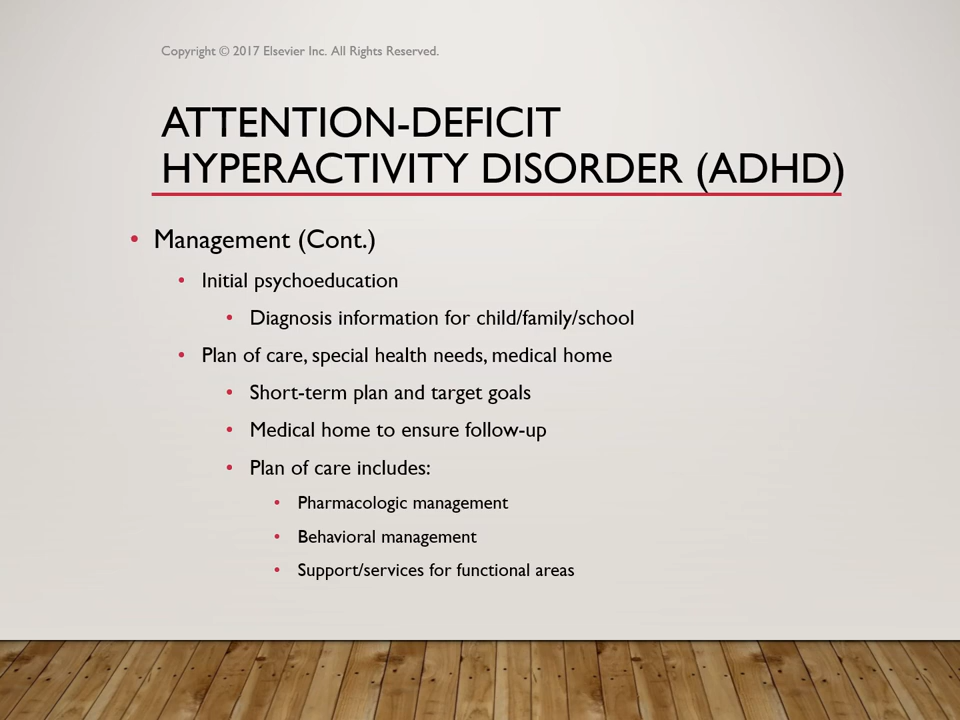 Copyright © 2017 Elsevier Inc. All Rights Reserved.
ATTENTION-DEFICIT
HYPERACTIVITY DISORDER (ADHD)
• Management (Cont.)
• Initial psychoeducation
• Diagnosis information for child/family/school
• Plan of care, special health needs, medical home
• Short-term plan and target goals
• Medical home to ensure follow-up
• Plan of care includes:
• Pharmacologic management
• Behavioral management
• Support/services for functional areas